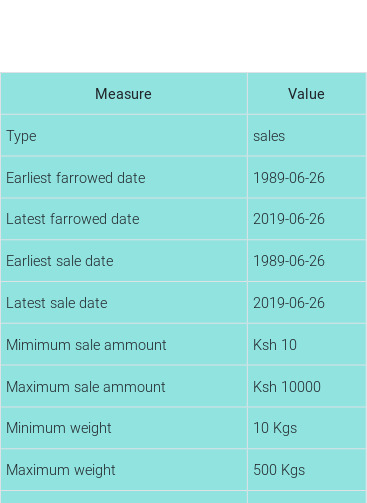 Measure Value
Type sales
Earliest farrowed date 1989-06-26
Latest farrowed date 2019-06-26
Earliest sale date 1989-06-26
Latest sale date 2019-06-26
Mimimum sale ammount Ksh 10
Maximum sale ammount Ksh 10000
Minimum weight 10 Kgs
Maximum weight 500 Kgs